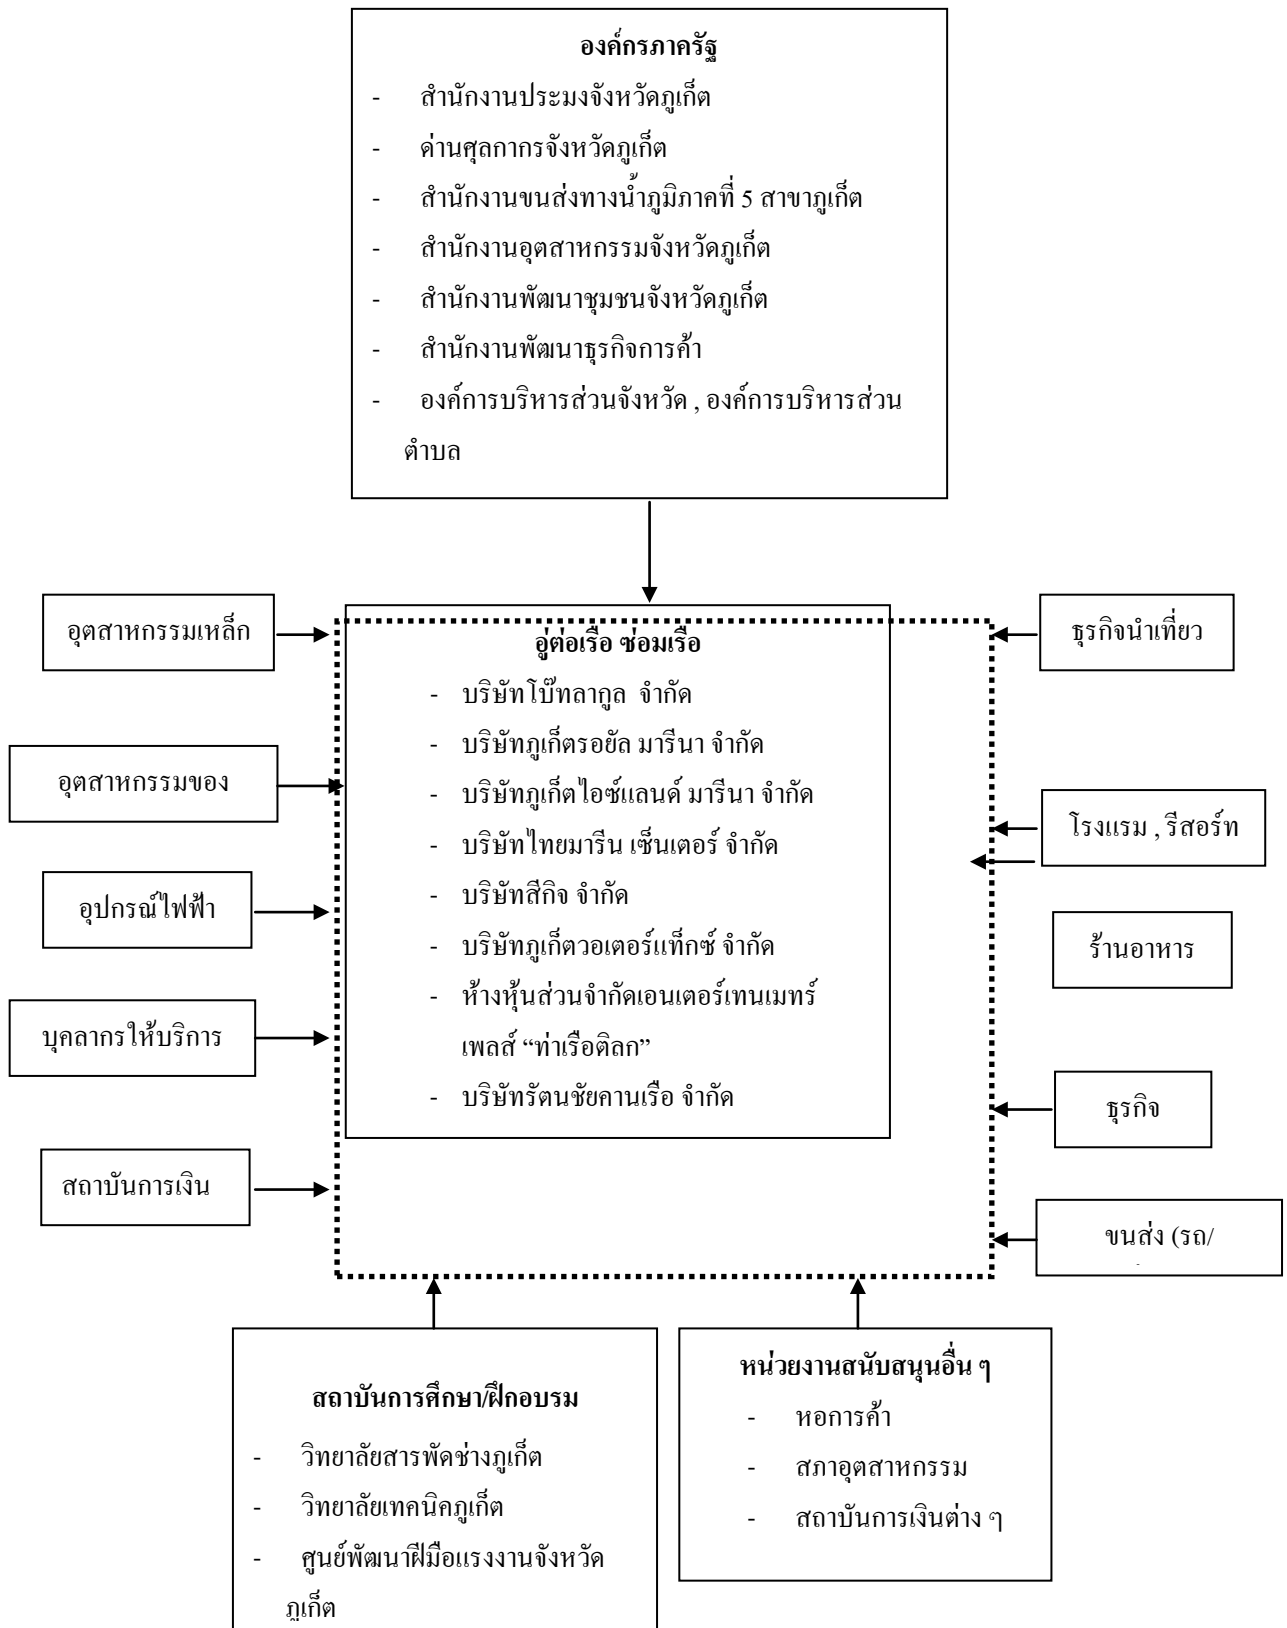 องค์กรภาครัฐ
- สำนักงานประมงจังหวัดภูเก็ต
- ด่านศุลกากรจังหวัดภูเก็ต
- สำนักงานขนส่งทางน้ำภูมิภาคที่ 5 สาขาภูเก็ต
- สำนักงานอุตสาหกรรมจังหวัดภูเก็ต
- สำนักงานพัฒนาชุมชนจังหวัดภูเก็ต
- สำนักงานพัฒนาธุรกิจการค้า
- องค์การบริหารส่วนจังหวัด , องค์การบริหารส่วน
ตำบล
อุตสาหกรรมเหล็ก
อุตสาหกรรมของ
อุปกรณ์ไฟฟ้า
บุคลากรให้บริการ
สถาบันการเงิน
อู่ต่อเรือ ซ่อมเรือ
- บริษัทโบ๊ทลากูล จำกัด
- บริษัทภูเก็ตรอยัล มารีนา จำกัด
- บริษัทภูเก็ตไอซ์แลนด์ มารีนา จำกัด
- บริษัทไทยมารีน เซ็นเตอร์ จำกัด
- บริษัทสีกิจ จำกัด
- บริษัทภูเก็ตวอเตอร์แท็กซ์ จำกัด
- ห้างหุ้นส่วนจำกัดเอนเตอร์เทนเมทร์
เพลส์ “ท่าเรือติลก”
- บริษัทรัตนชัยคานเรือ จำกัด
ธุรกิจนำเที่ยว
โรงแรม , รีสอร์ท
ร้านอาหาร
ธุรกิจ
ขนส่ง (รถ/
สถาบันการศึกษา/ฝึกอบรม
- วิทยาลัยสารพัดช่างภูเก็ต
- วิทยาลัยเทคนิคภูเก็ต
- ศูนย์พัฒนาฝีมือแรงงานจังหวัด
ภูเก็ต
หน่วยงานสนับสนุนอื่น ๆ
- หอการค้า
- สภาอุตสาหกรรม
- สถาบันการเงินต่าง ๆ